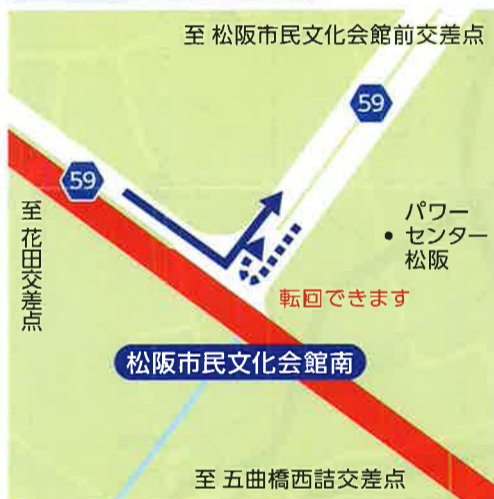 至 松阪市民文化会館前交差点
59
59
至 花田交差点
パワー
センター
松阪
転回できます
松阪市民文化会館南
至 五曲橋西詰交差点